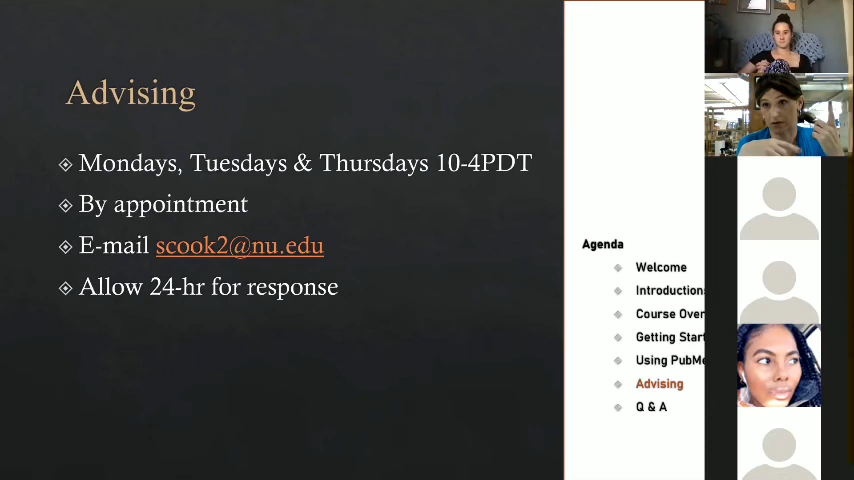 Advising
Mondays, Tuesdays & Thursdays 10-4PDT
By appointment
E-mail scook2@nu.edu
Allow 24-hr for response
Agenda
Welcome
Introduction
Course Over
Getting Start
Using PubMe
Advising
Q & A